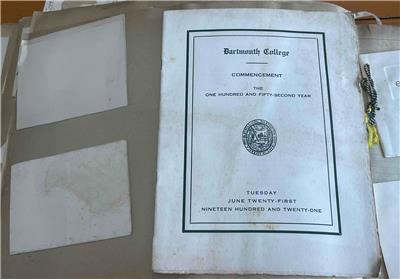 Dartmouth College
COMMENCEMENT
THE
ONE HUNDRED AND FIFTY-SECOND YEAR
TUESDAY
JUNE TWENTY-FIRST
NINETEEN HUNDRED AND TWENTY-ONE